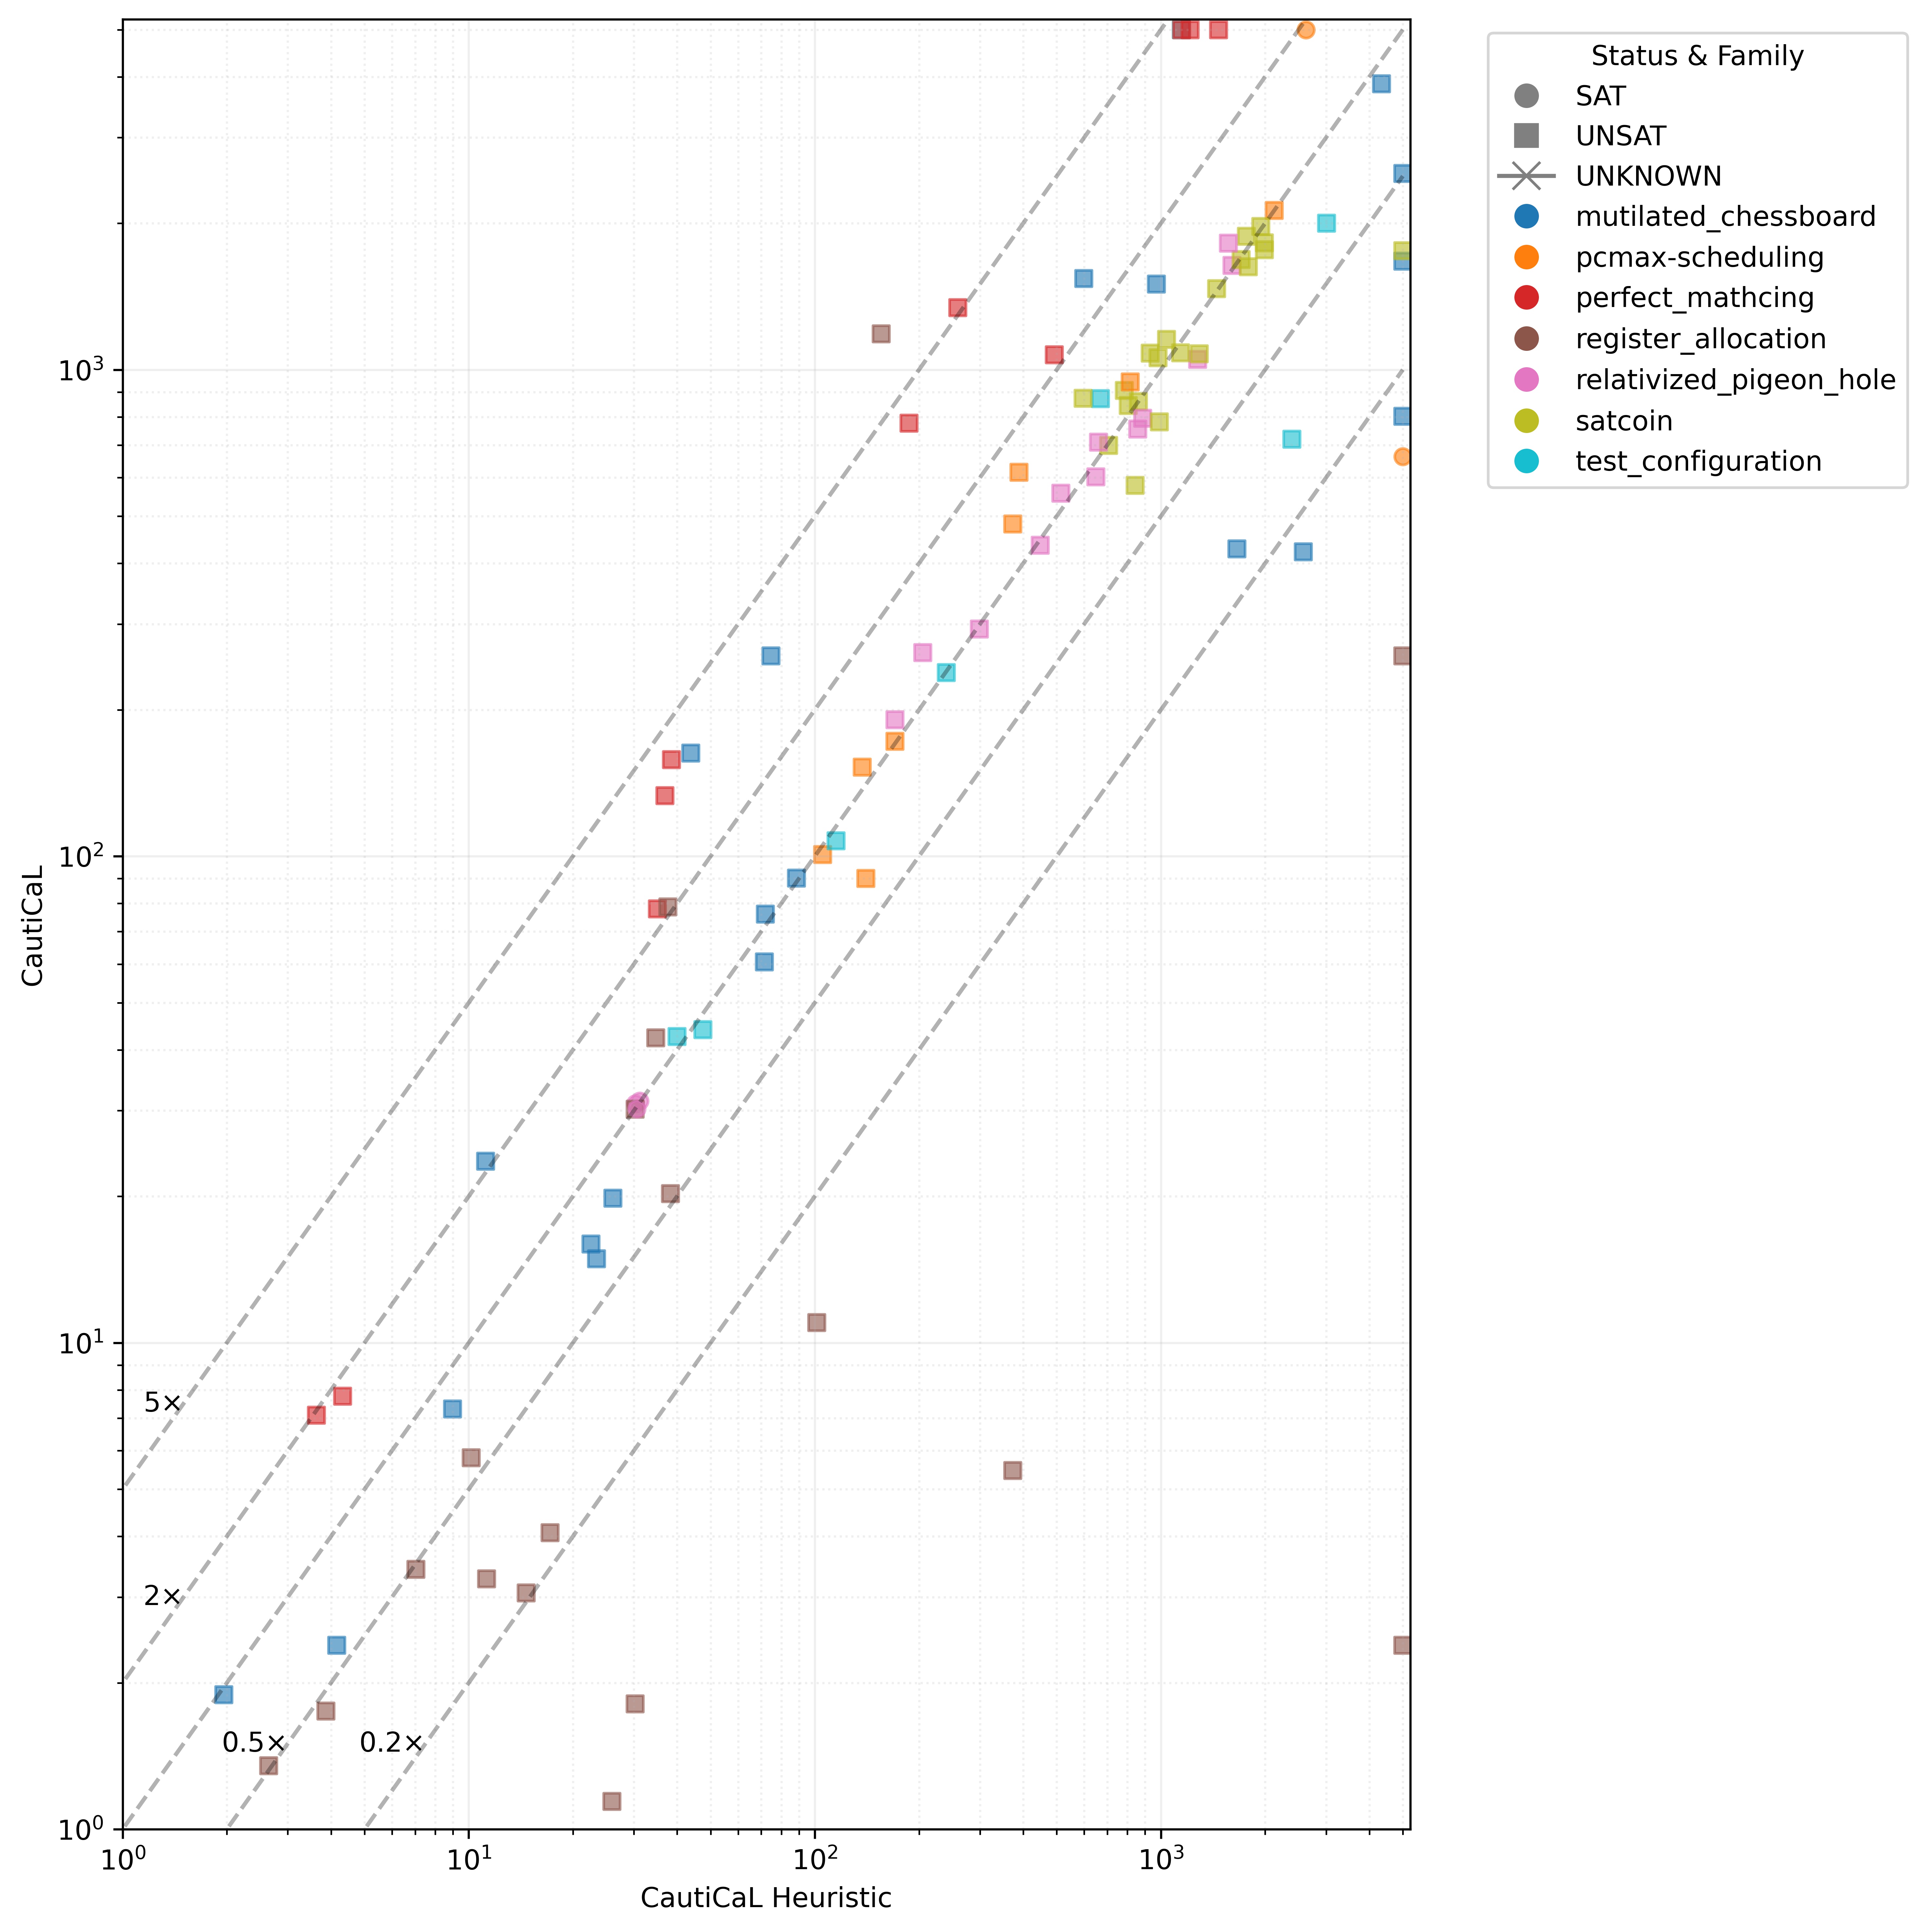 Status & Family
SAT
UNSAT
UNKNOWN
mutilated_chessboard
pcmax-scheduling
perfect_mathcing
register_allocation
relativized_pigeon_hole
satcoin
test_configuration
CautiCaL
10³
10²
10¹
10⁰
5×
2×
0.5×
0.2×
10⁰
10¹
10²
10³
CautiCaL Heuristic